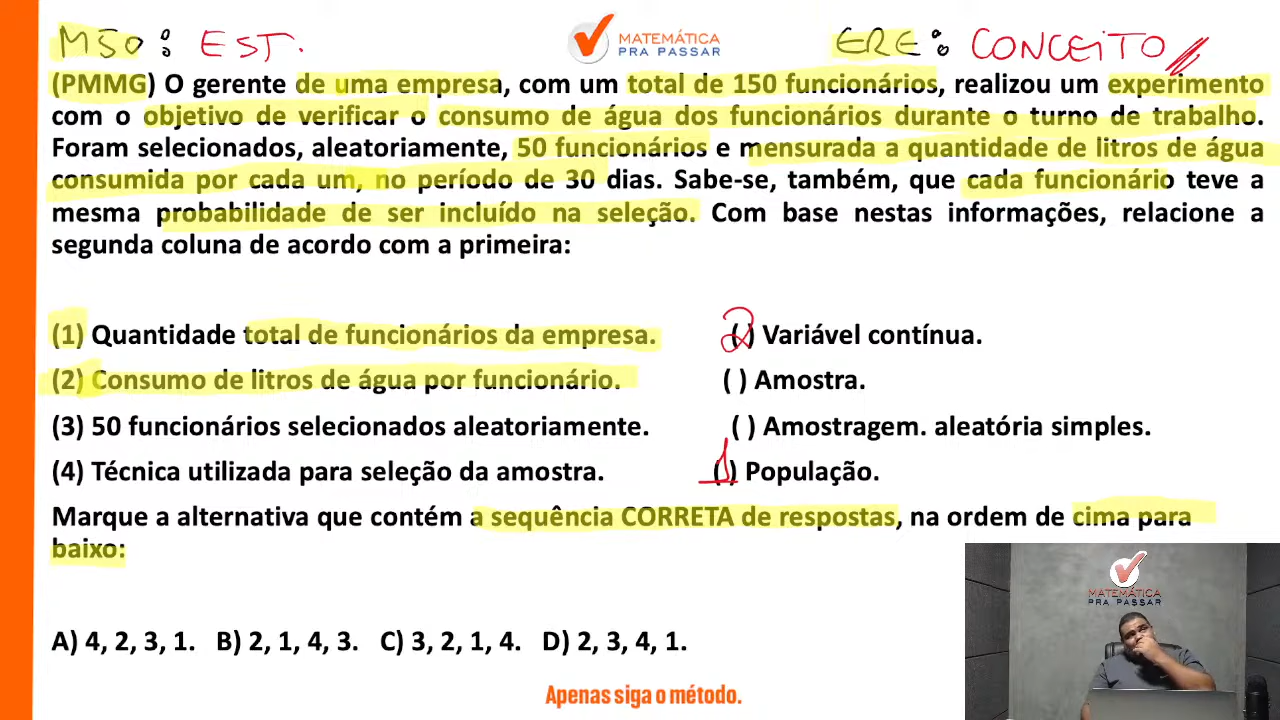 M50: EST.
MATEMÁTICA
PRA PASSAR
ERE: CONCEITO
(PMMG) O gerente de uma empresa, com um total de 150 funcionários, realizou um experimento
com o objetivo de verificar o consumo de água dos funcionários durante o turno de trabalho.
Foram selecionados, aleatoriamente, 50 funcionários e mensurada a quantidade de litros de água
consumida por cada um, no período de 30 dias. Sabe-se, também, que cada funcionário teve a
mesma probabilidade de ser incluído na seleção. Com base nestas informações, relacione a
segunda coluna de acordo com a primeira:
(1) Quantidade total de funcionários da empresa. (2) Variável contínua.
(2) Consumo de litros de água por funcionário. ( ) Amostra.
(3) 50 funcionários selecionados aleatoriamente. ( ) Amostragem. aleatória simples.
(4) Técnica utilizada para seleção da amostra. (1) População.
Marque a alternativa que contém a sequência CORRETA de respostas, na ordem de cima para
baixo:
MATEMÁTICA
PRA PASSAR
A) 4, 2, 3, 1. B) 2, 1, 4, 3. C) 3, 2, 1, 4. D) 2, 3, 4, 1.
Apenas siga o método.